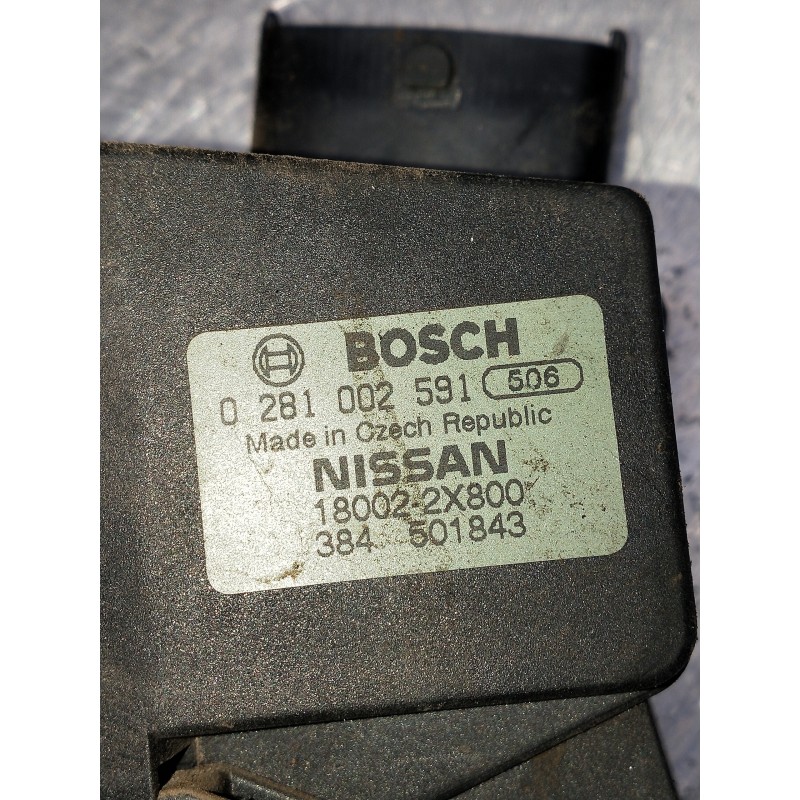 BOSCH
0 281 002 591 506
Made in Czech Republic
NISSAN
18002-2X800
384 501843